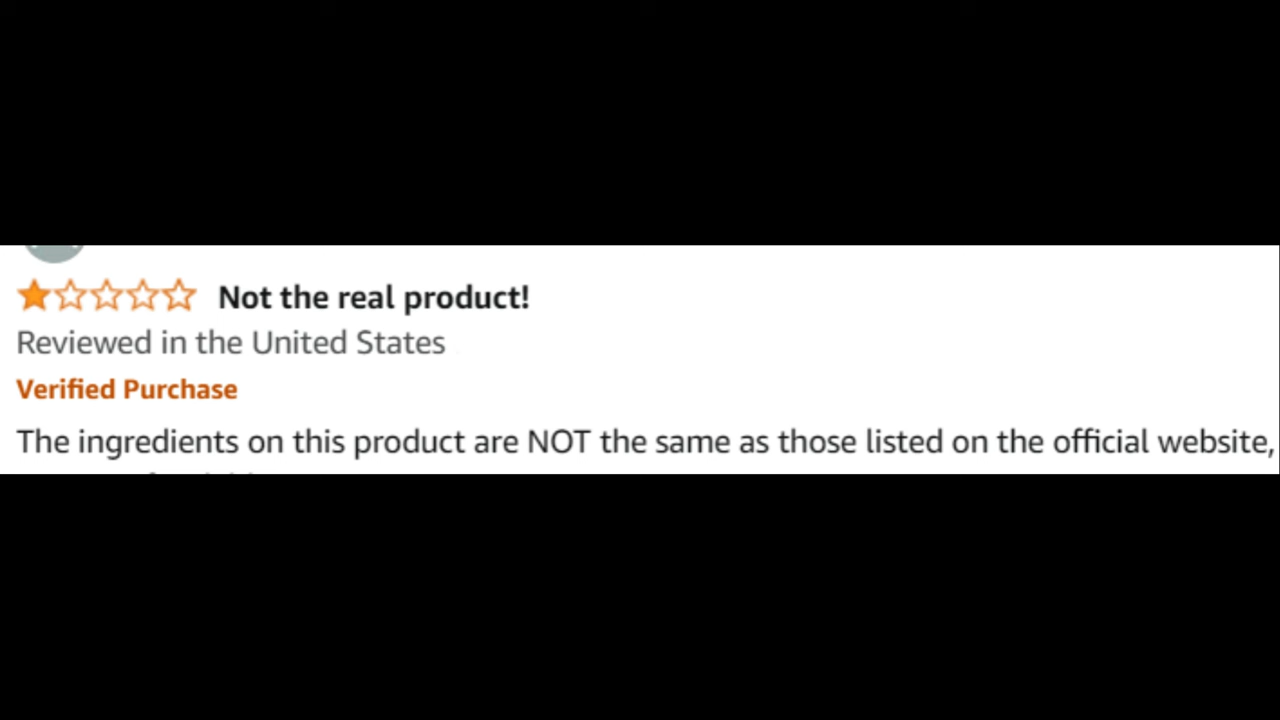 Not the real product!
Reviewed in the United States
Verified Purchase
The ingredients on this product are NOT the same as those listed on the official website,